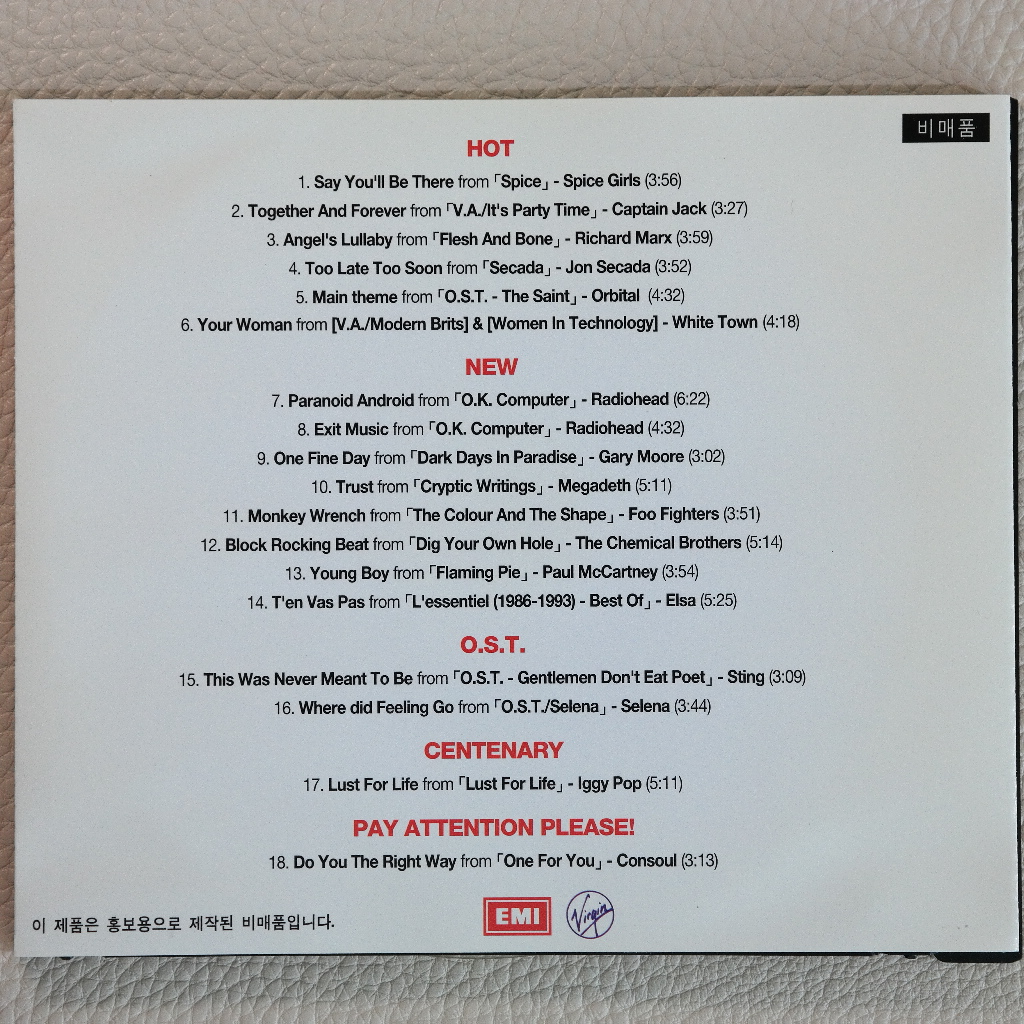 비매품
HOT
1. Say You'll Be There from「Spice」- Spice Girls (3:56)
2. Together And Forever from「V.A./It's Party Time」- Captain Jack (3:27)
3. Angel's Lullaby from「Flesh And Bone」- Richard Marx (3:59)
4. Too Late Too Soon from「Secada」- Jon Secada (3:52)
5. Main theme from「O.S.T. - The Saint」- Orbital (4:32)
6. Your Woman from [V.A./Modern Brits] & [Women In Technology] - White Town (4:18)
NEW
7. Paranoid Android from「O.K. Computer」- Radiohead (6:22)
8. Exit Music from「O.K. Computer」- Radiohead (4:32)
9. One Fine Day from「Dark Days In Paradise」- Gary Moore (3:02)
10. Trust from「Cryptic Writings」- Megadeth (5:11)
11. Monkey Wrench from「The Colour And The Shape」- Foo Fighters (3:51)
12. Block Rocking Beat from「Dig Your Own Hole」- The Chemical Brothers (5:14)
13. Young Boy from「Flaming Pie」- Paul McCartney (3:54)
14. T'en Vas Pas from「L'essentiel (1986-1993) - Best Of」- Elsa (5:25)
O.S.T.
15. This Was Never Meant To Be from「O.S.T. - Gentlemen Don't Eat Poet」- Sting (3:09)
16. Where did Feeling Go from「O.S.T./Selena」- Selena (3:44)
CENTENARY
17. Lust For Life from「Lust For Life」- Iggy Pop (5:11)
PAY ATTENTION PLEASE!
18. Do You The Right Way from「One For You」- Consoul (3:13)
EMI Virgin
이 제품은 홍보용으로 제작된 비매품입니다.